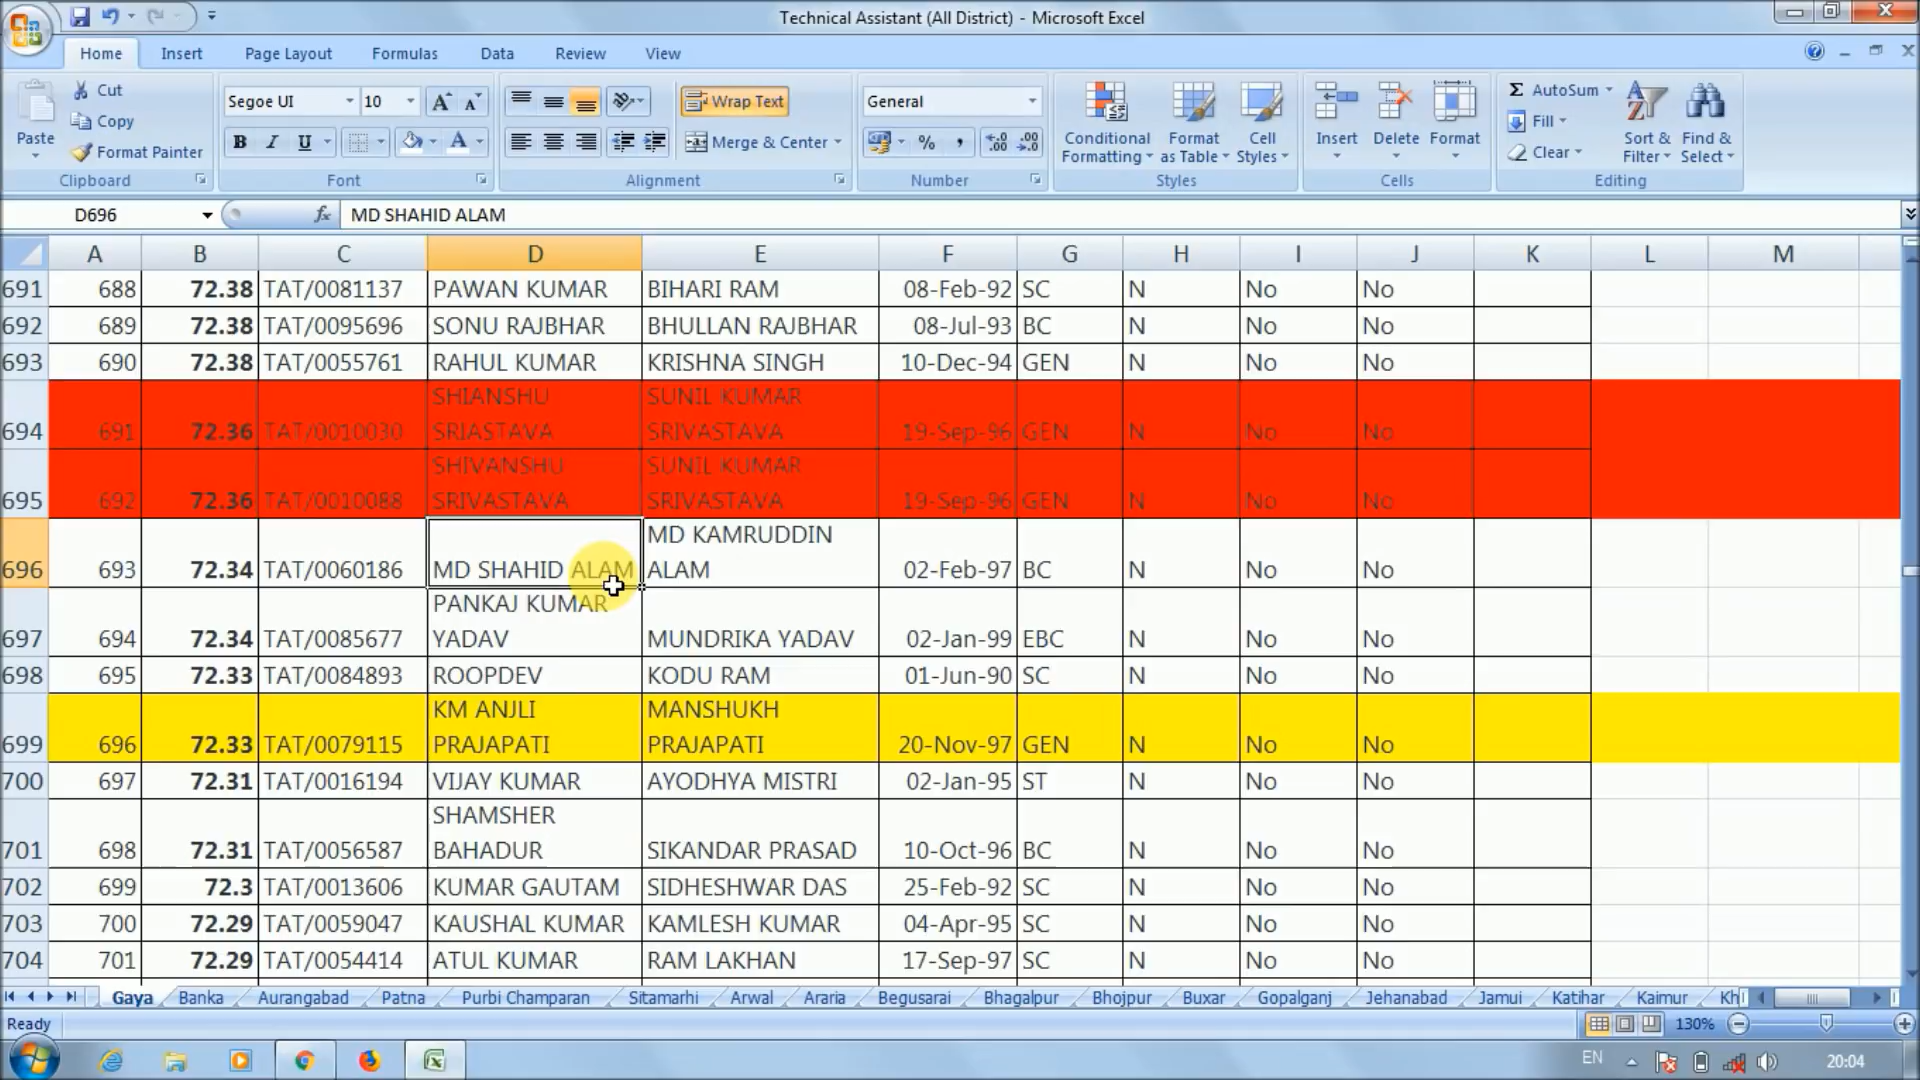 Technical Assistant (All District) - Microsoft Excel
Home Insert Page Layout Formulas Data Review View
Paste Cut Copy Format Painter Clipboard
Segoe UI 10 B I U Font
Wrap Text Merge & Center Alignment
General % , Number
Conditional Formatting Format as Table Cell Styles Styles
Insert Delete Format Cells
Σ AutoSum Fill Clear Sort & Filter Find & Select Editing
D696 fx MD SHAHID ALAM
A B C D E F G H I J K L M
691 688 72.38 TAT/0081137 PAWAN KUMAR BIHARI RAM 08-Feb-92 SC N No No
692 689 72.38 TAT/0095696 SONU RAJBHAR BHULLAN RAJBHAR 08-Jul-93 BC N No No
693 690 72.38 TAT/0055761 RAHUL KUMAR KRISHNA SINGH 10-Dec-94 GEN N No No
694 691 72.36 TAT/0010030 SHIANSHU SRIASTAVA SUNIL KUMAR SRIVASTAVA 19-Sep-96 GEN N No No
695 692 72.36 TAT/0010088 SHIVANSHU SRIVASTAVA SUNIL KUMAR SRIVASTAVA 19-Sep-96 GEN N No No
696 693 72.34 TAT/0060186 MD SHAHID ALAM MD KAMRUDDIN ALAM 02-Feb-97 BC N No No
697 694 72.34 TAT/0085677 PANKAJ KUMAR YADAV MUNDRIKA YADAV 02-Jan-99 EBC N No No
698 695 72.33 TAT/0084893 ROOPDEV KODU RAM 01-Jun-90 SC N No No
699 696 72.33 TAT/0079115 KM ANJLI PRAJAPATI MANSHUKH PRAJAPATI 20-Nov-97 GEN N No No
700 697 72.31 TAT/0016194 VIJAY KUMAR AYODHYA MISTRI 02-Jan-95 ST N No No
701 698 72.31 TAT/0056587 SHAMSHER BAHADUR SIKANDAR PRASAD 10-Oct-96 BC N No No
702 699 72.3 TAT/0013606 KUMAR GAUTAM SIDHESHWAR DAS 25-Feb-92 SC N No No
703 700 72.29 TAT/0059047 KAUSHAL KUMAR KAMLESH KUMAR 04-Apr-95 SC N No No
704 701 72.29 TAT/0054414 ATUL KUMAR RAM LAKHAN 17-Sep-97 SC N No No
Gaya Banka Aurangabad Patna Purbi Champaran Sitamarhi Arwal Araria Begusarai Bhagalpur Bhojpur Buxar Gopalganj Jehanabad Jamui Katihar Kaimur Kh
Ready 130%
EN 20:04